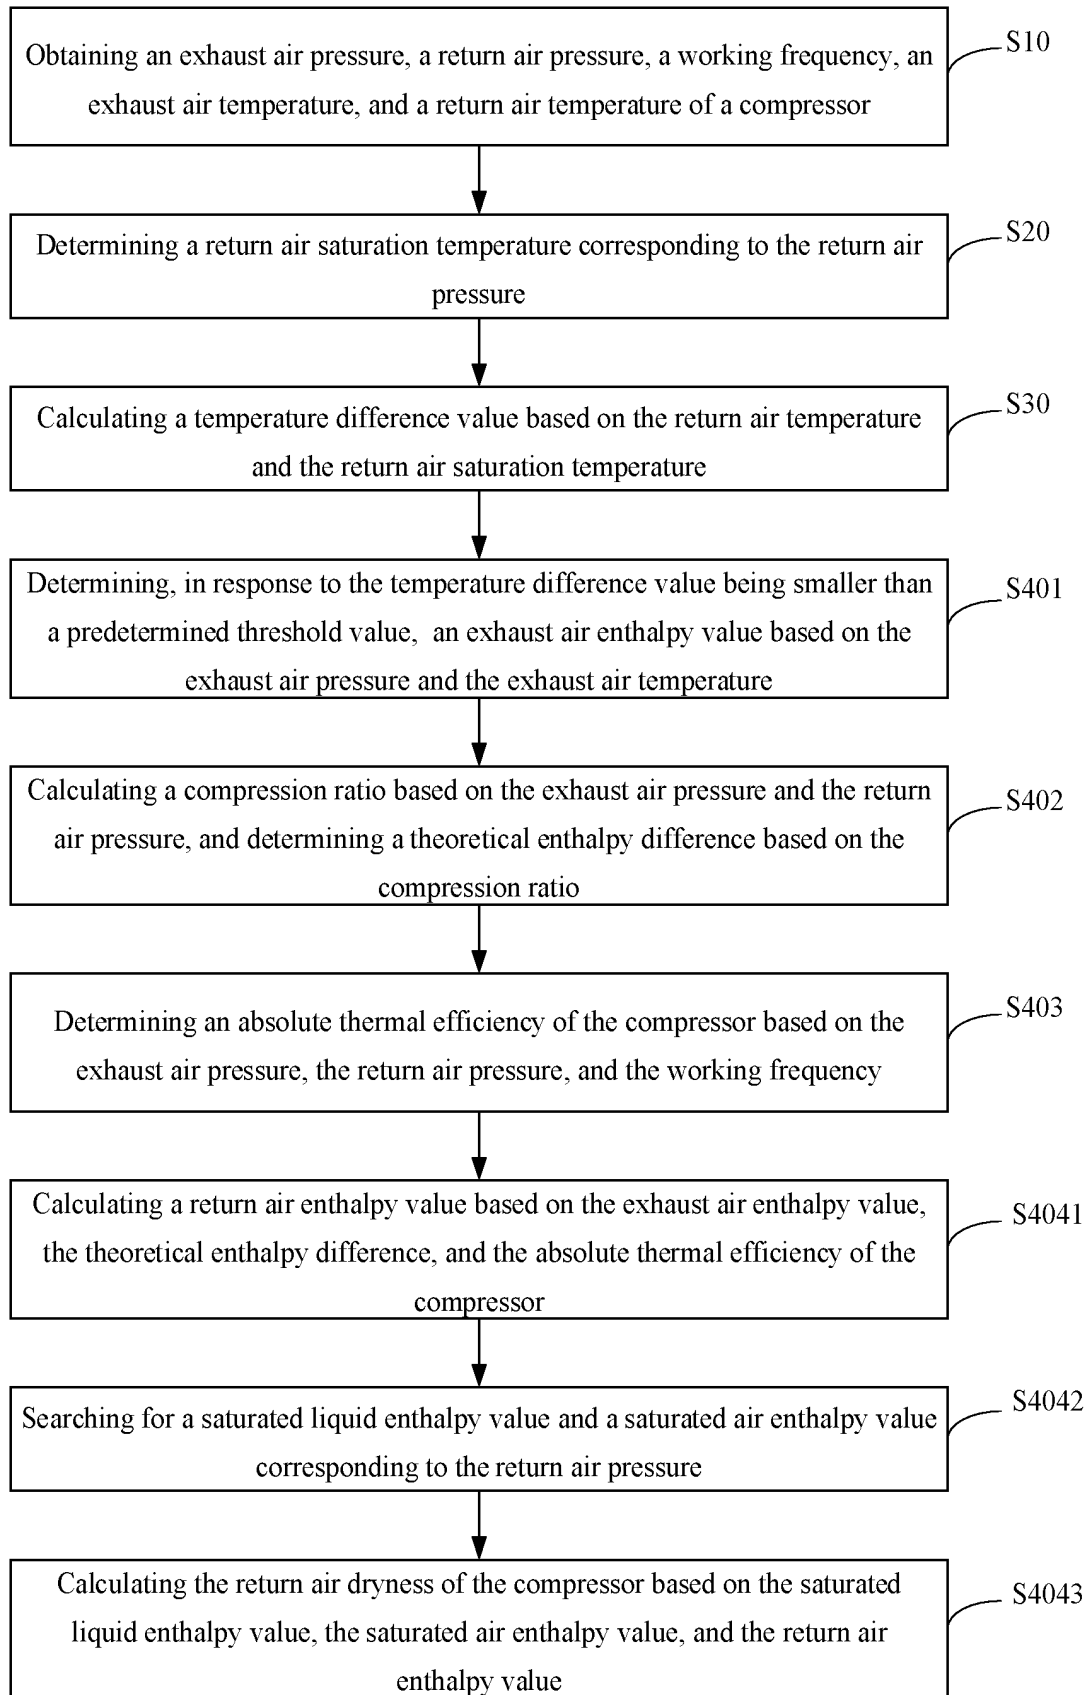 Obtaining an exhaust air pressure, a return air pressure, a working frequency, an
exhaust air temperature, and a return air temperature of a compressor
S10
Determining a return air saturation temperature corresponding to the return air
pressure
S20
Calculating a temperature difference value based on the return air temperature
and the return air saturation temperature
S30
Determining, in response to the temperature difference value being smaller than
a predetermined threshold value, an exhaust air enthalpy value based on the
exhaust air pressure and the exhaust air temperature
S401
Calculating a compression ratio based on the exhaust air pressure and the return
air pressure, and determining a theoretical enthalpy difference based on the
compression ratio
S402
Determining an absolute thermal efficiency of the compressor based on the
exhaust air pressure, the return air pressure, and the working frequency
S403
Calculating a return air enthalpy value based on the exhaust air enthalpy value,
the theoretical enthalpy difference, and the absolute thermal efficiency of the
compressor
S4041
Searching for a saturated liquid enthalpy value and a saturated air enthalpy value
corresponding to the return air pressure
S4042
Calculating the return air dryness of the compressor based on the saturated
liquid enthalpy value, the saturated air enthalpy value, and the return air
enthalpy value
S4043